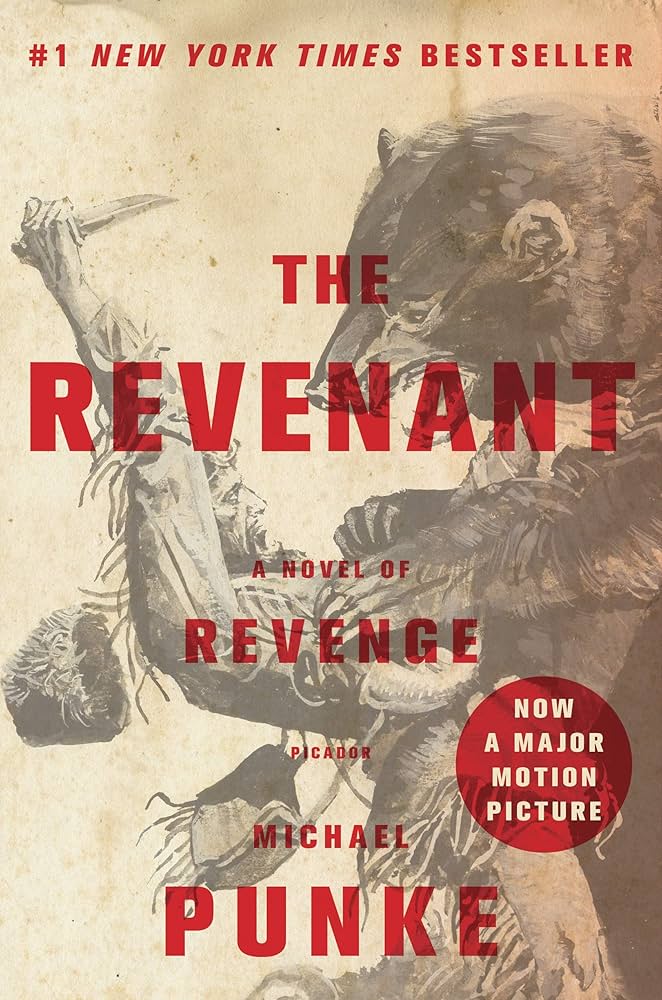 #1 NEW YORK TIMES BESTSELLER
THE
REVENANT
A NOVEL OF
REVENGE
PICADOR
NOW
A MAJOR
MOTION
PICTURE
MICHAEL
PUNKE